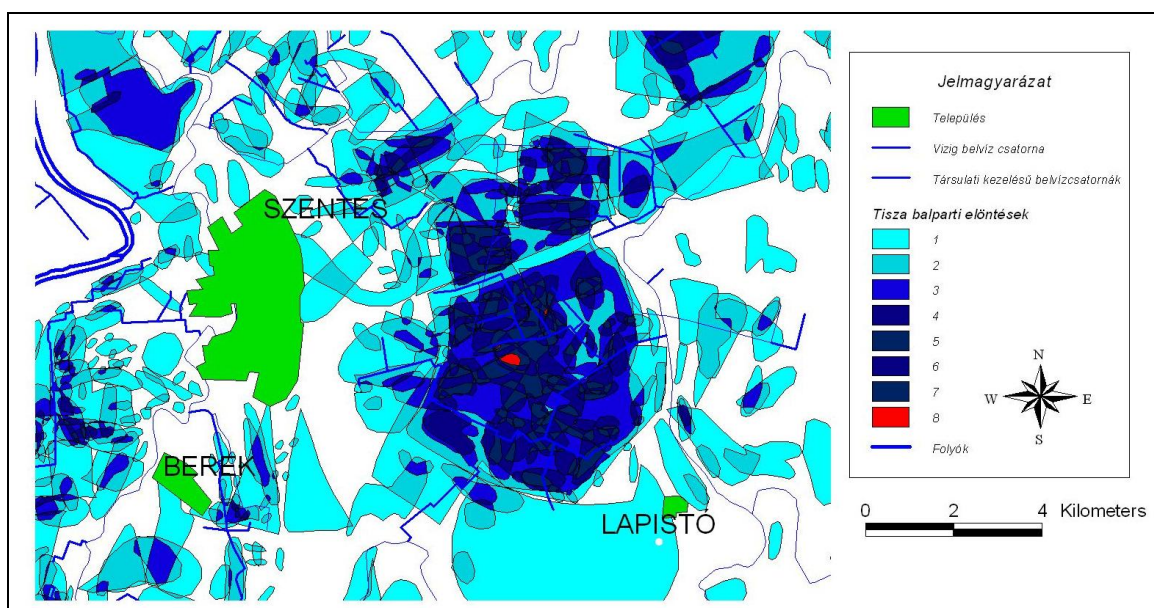 SZENTES
BEREK
LAPISTÓ
Jelmagyarázat
Település
Vizig belvíz csatorna
Társulati kezelésű belvízcsatornák
Tisza balparti elöntések
1
2
3
4
5
6
7
8
Folyók
N
W E
S
0 2 4 Kilometers